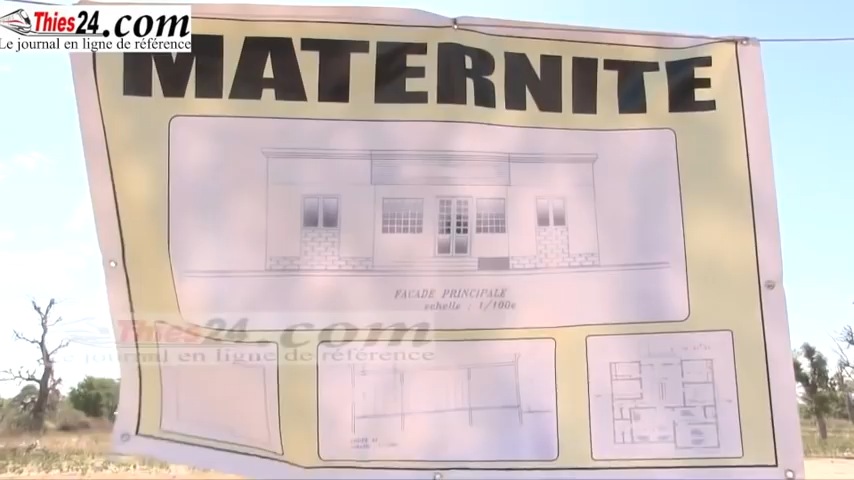 Thies24.com
Le journal en ligne de référence
MATERNITE
FACADE PRINCIPALE
echelle : 1/100e
Thies24.com
Le journal en ligne de référence